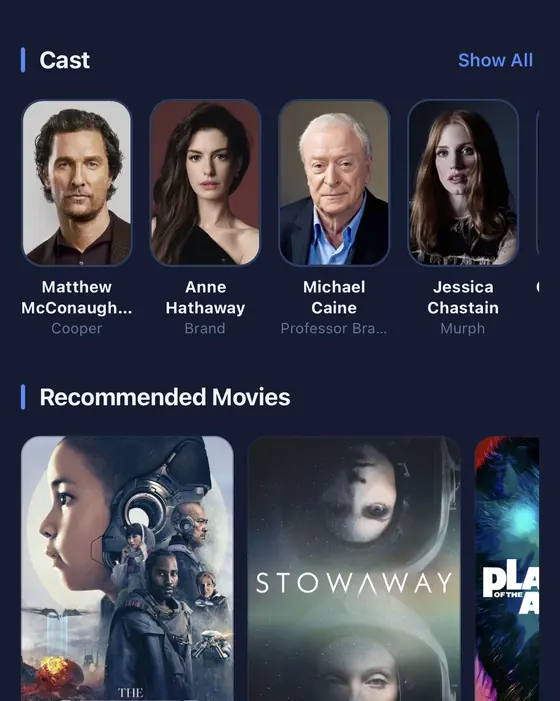 Cast
Show All
Matthew
McConaugh...
Cooper
Anne
Hathaway
Brand
Michael
Caine
Professor Bra...
Jessica
Chastain
Murph
Recommended Movies
THE
STOWAWAY
PLA
OF THE
A